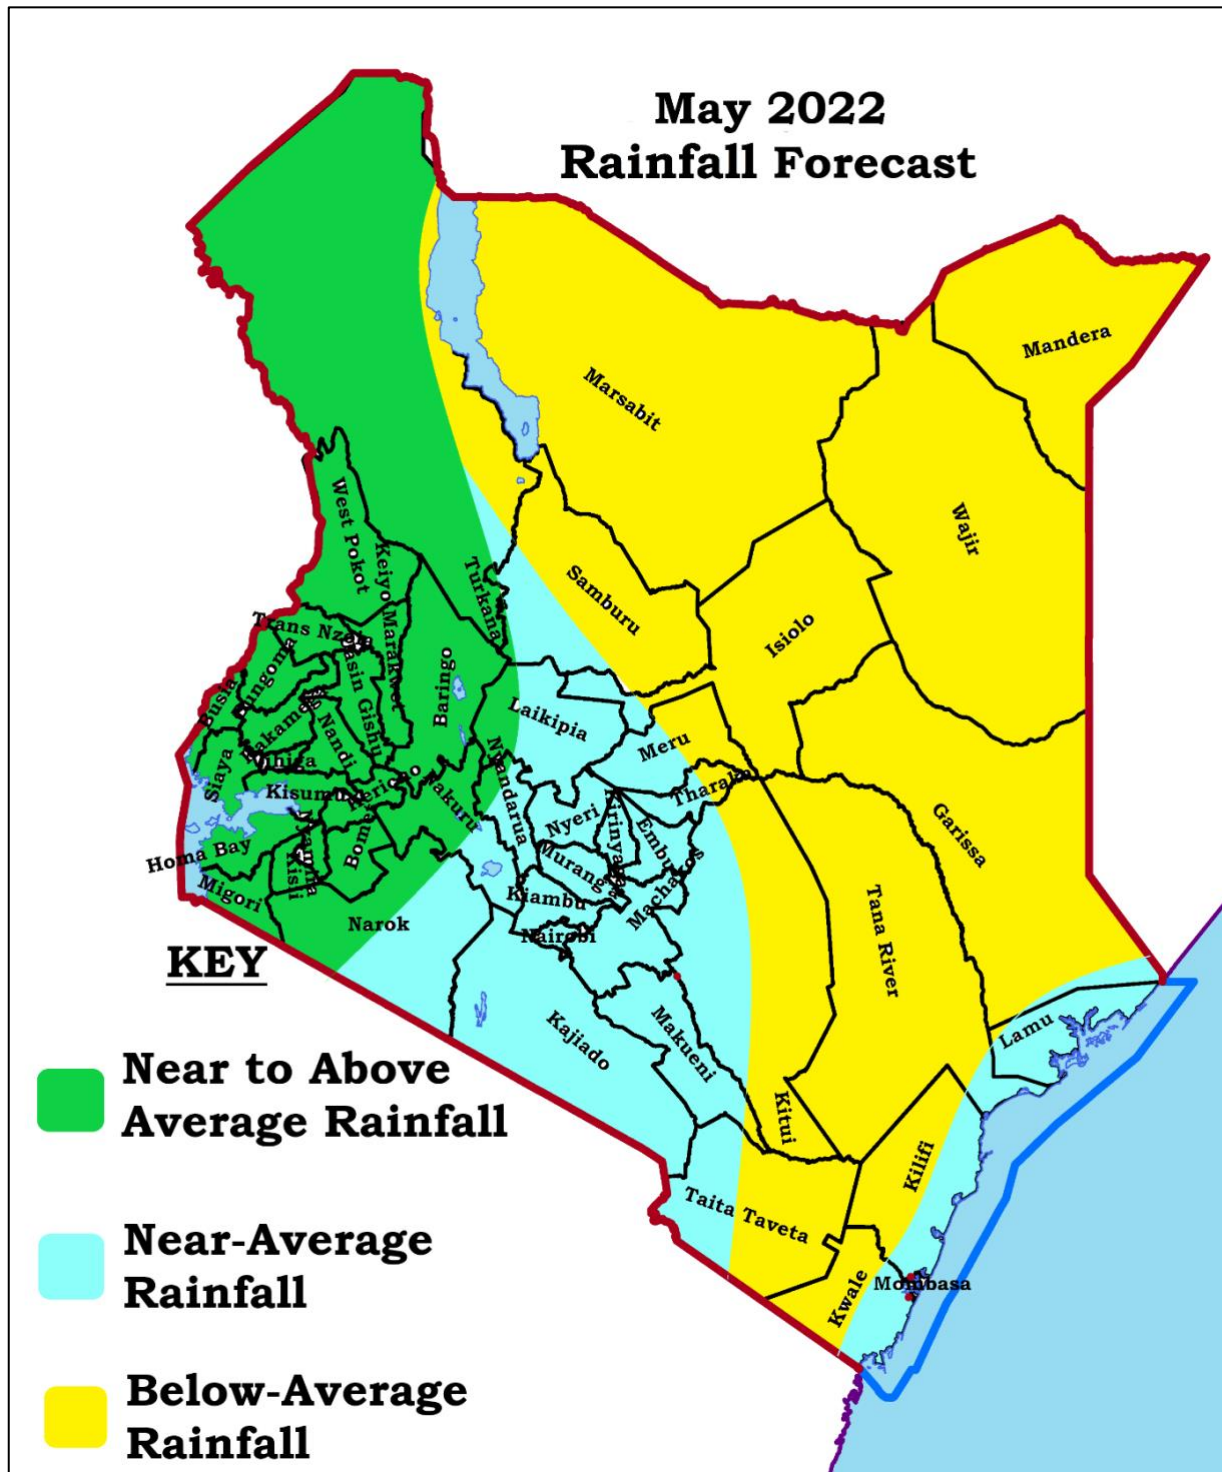 May 2022
Rainfall Forecast
Mandera
Marsabit
Wajir
West Pokot
Keiyo Marakwet
Turkana
Samburu
Isiolo
Trans Nzoia
Bungoma
Uasin Gishu
Baringo
Busia
Kakamega
Nandi
Laikipia
Meru
Siaya
Vihiga
Kisumu
Kericho
Nakuru
Nyandarua
Tharaka
Garissa
Nyeri
Kirinyaga
Embu
Homa Bay
Nyamira
Bomet
Muranga
Machakos
Migori
Kisii
Kiambu
Narok
Nairobi
Tana River
KEY
Kajiado
Makueni
Lamu
Near to Above
Average Rainfall
Kitui
Kilifi
Taita Taveta
Near-Average
Rainfall
Kwale
Mombasa
Below-Average
Rainfall